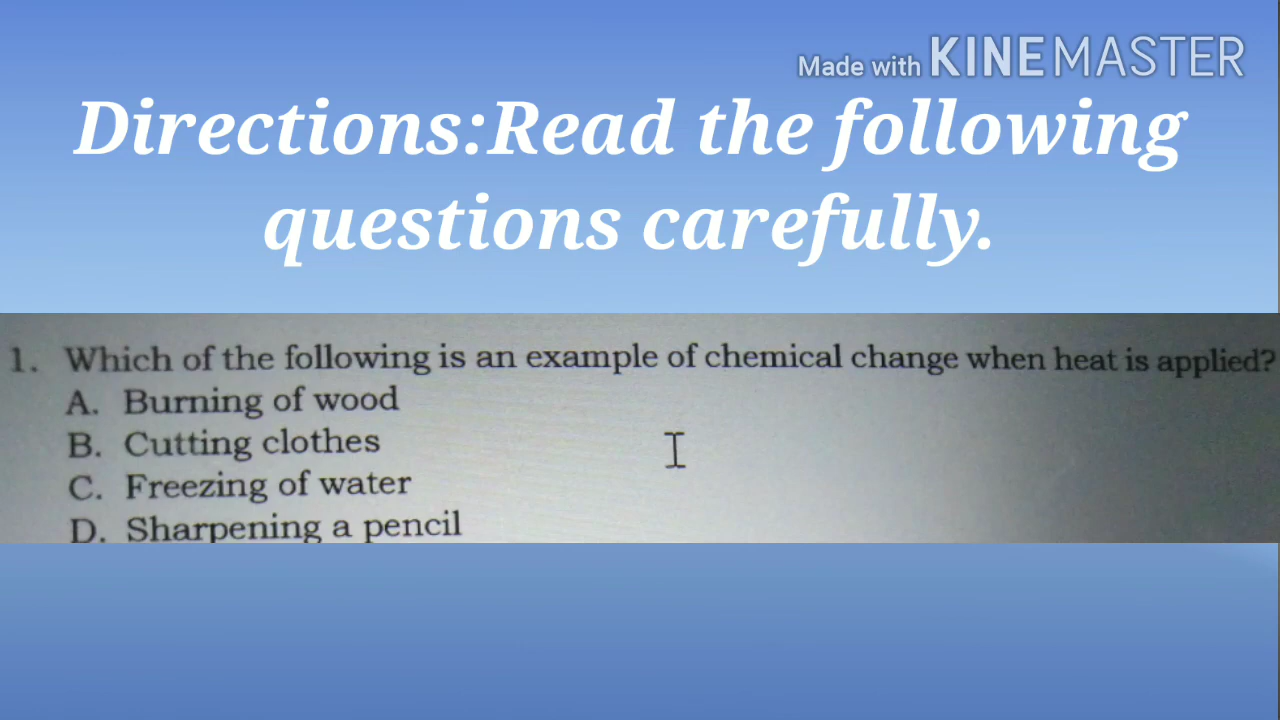 Made with KINEMASTER
Directions:Read the following
questions carefully.
1. Which of the following is an example of chemical change when heat is applied?
A. Burning of wood
B. Cutting clothes
C. Freezing of water
D. Sharpening a pencil